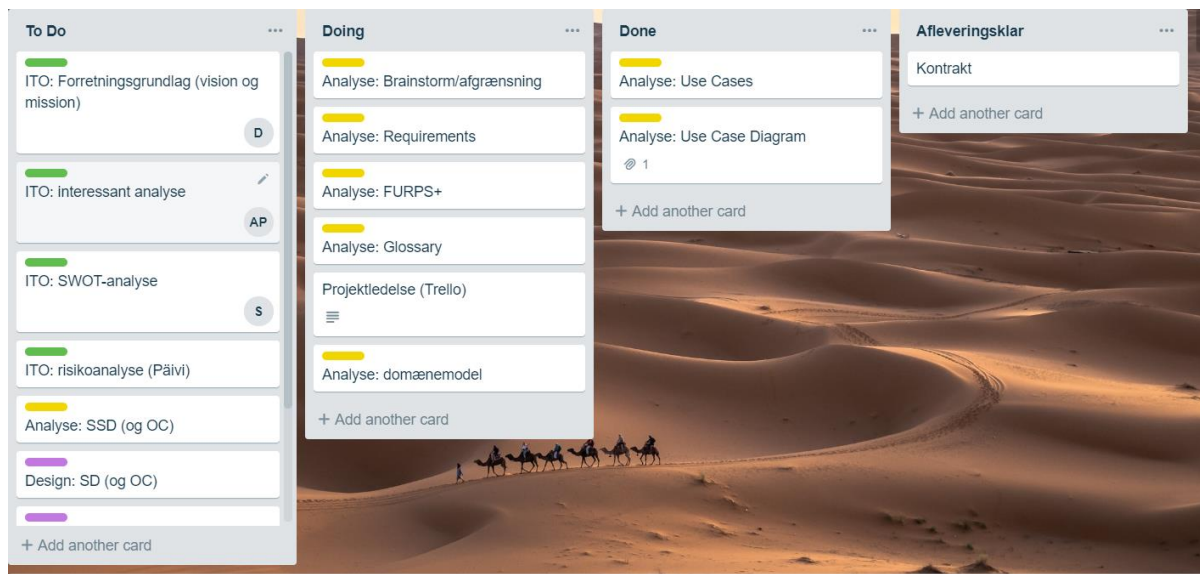 To Do
ITO: Forretningsgrundlag (vision og
mission)
D
ITO: interessant analyse
AP
ITO: SWOT-analyse
S
ITO: risikoanalyse (Päivi)
Analyse: SSD (og OC)
Design: SD (og OC)
+ Add another card
Doing
Analyse: Brainstorm/afgrænsning
Analyse: Requirements
Analyse: FURPS+
Analyse: Glossary
Projektledelse (Trello)
Analyse: domænemodel
+ Add another card
Done
Analyse: Use Cases
Analyse: Use Case Diagram
1
+ Add another card
Afleveringsklar
Kontrakt
+ Add another card